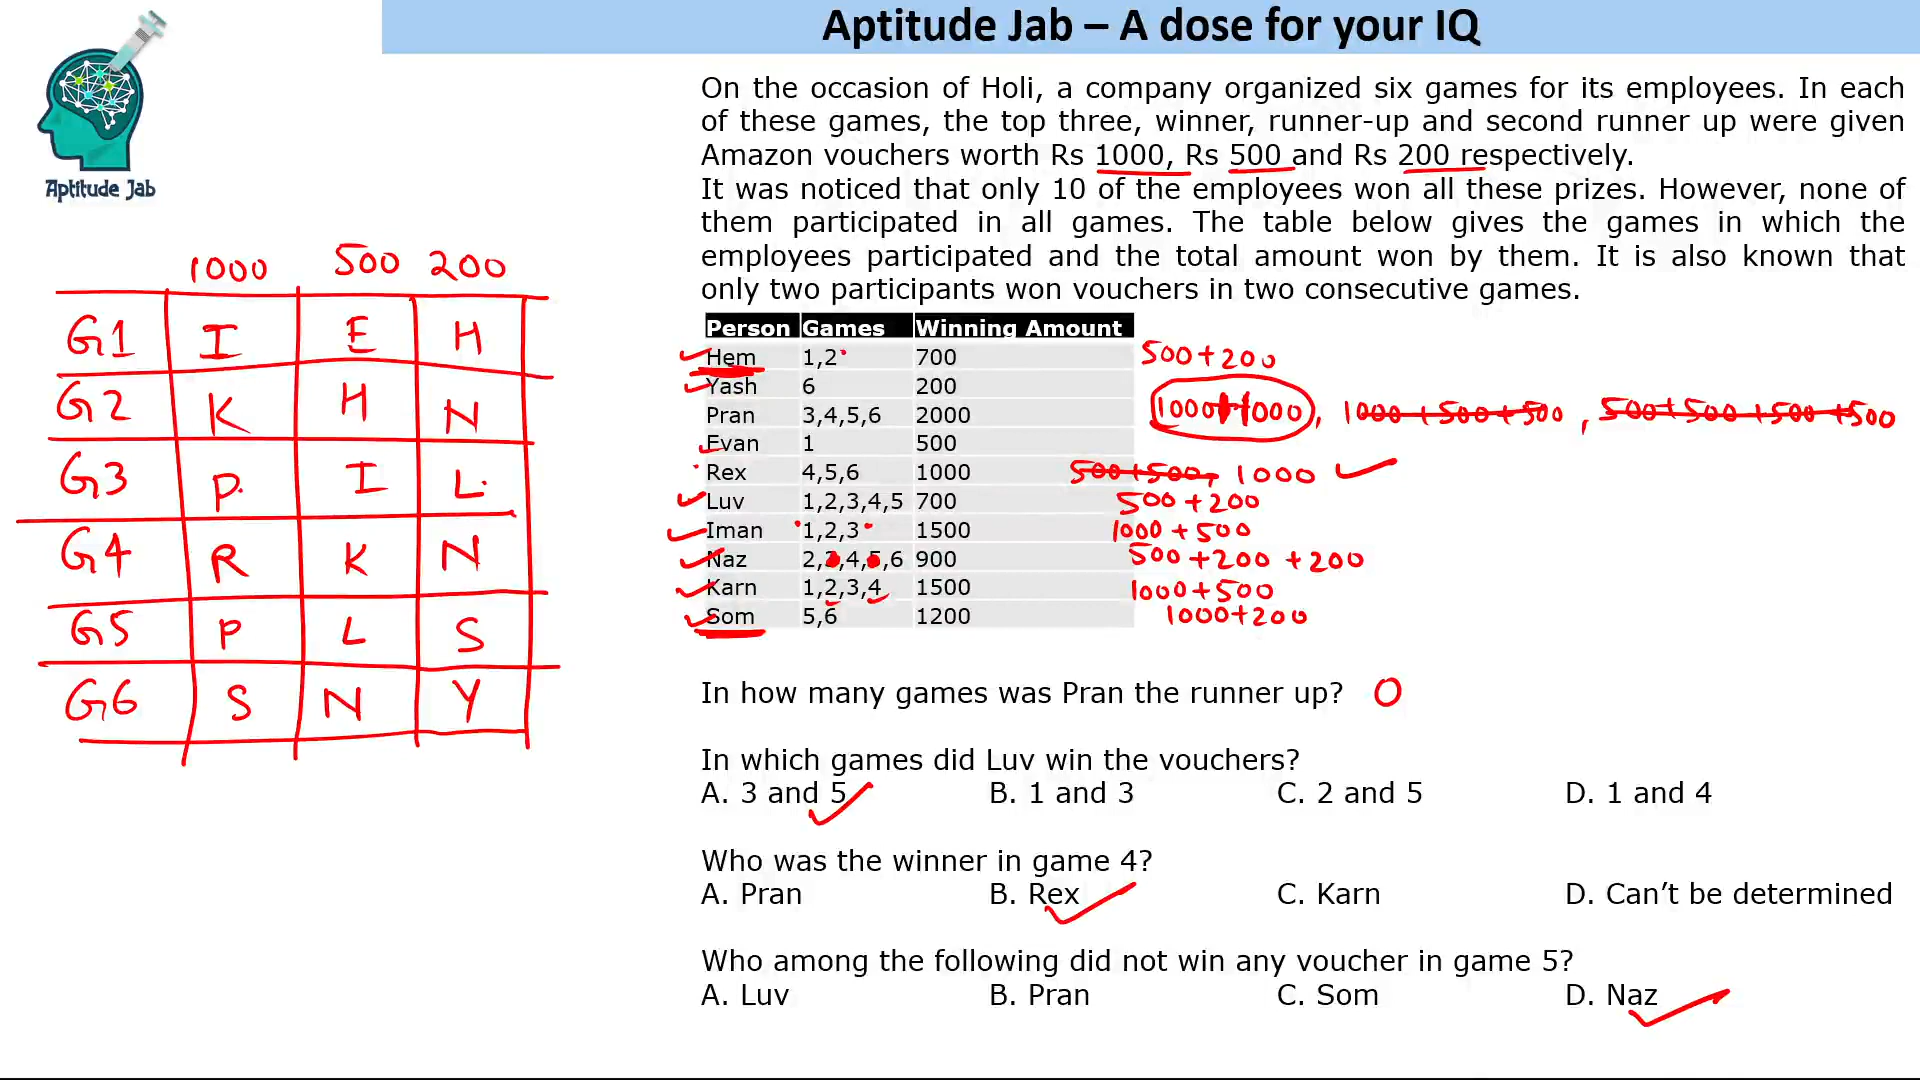 Aptitude Jab – A dose for your IQ
Aptitude Jab
On the occasion of Holi, a company organized six games for its employees. In each
of these games, the top three, winner, runner-up and second runner up were given
Amazon vouchers worth Rs 1000, Rs 500 and Rs 200 respectively.
It was noticed that only 10 of the employees won all these prizes. However, none of
them participated in all games. The table below gives the games in which the
employees participated and the total amount won by them. It is also known that
only two participants won vouchers in two consecutive games.
1000 500 200
G1 I E H
G2 K H N
G3 P I L
G4 R K N
G5 P L S
G6 S N Y
Person Games Winning Amount
Hem 1,2 700 500+200
Yash 6 200
Pran 3,4,5,6 2000 1000+1000, 1000+500+500, 500+500+500+500
Evan 1 500
Rex 4,5,6 1000 500+500, 1000
Luv 1,2,3,4,5 700 500+200
Iman 1,2,3 1500 1000+500
Naz 2,3,4,5,6 900 500+200+200
Karn 1,2,3,4 1500 1000+500
Som 5,6 1200 1000+200
In how many games was Pran the runner up? 0
In which games did Luv win the vouchers?
A. 3 and 5 B. 1 and 3 C. 2 and 5 D. 1 and 4
Who was the winner in game 4?
A. Pran B. Rex C. Karn D. Can't be determined
Who among the following did not win any voucher in game 5?
A. Luv B. Pran C. Som D. Naz